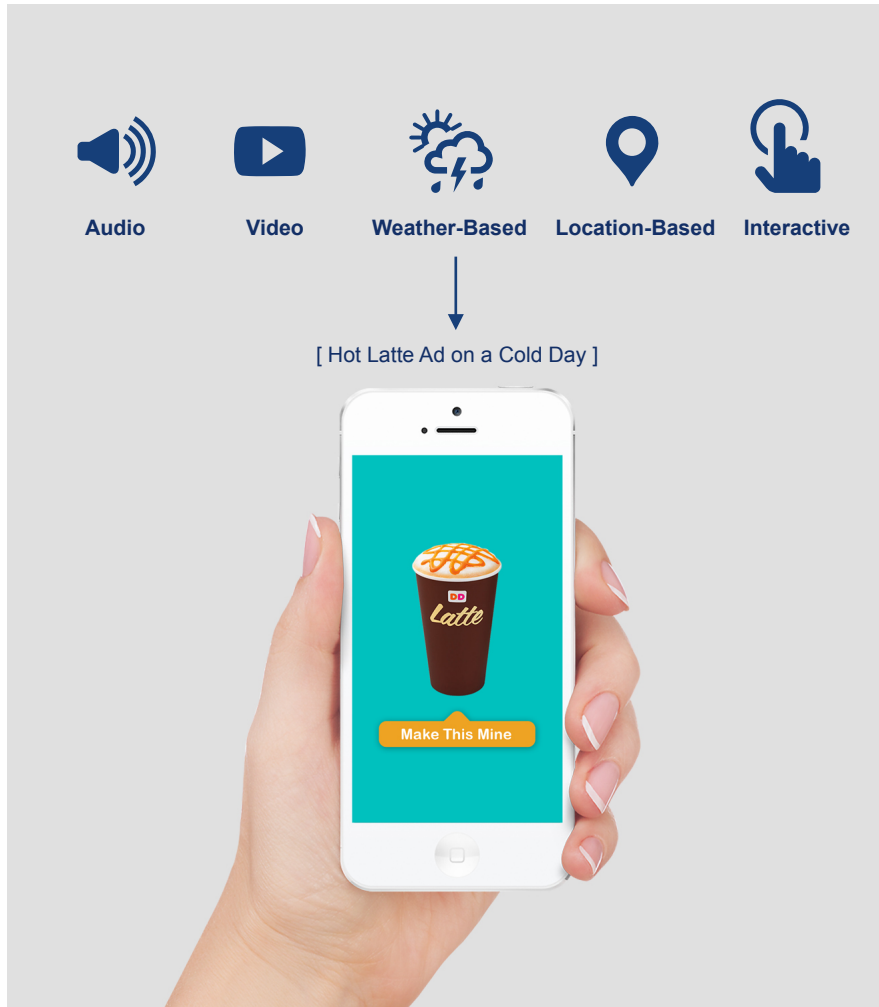 Audio
Video
Weather-Based
Location-Based
Interactive
[ Hot Latte Ad on a Cold Day ]
DD
Latte
Make This Mine